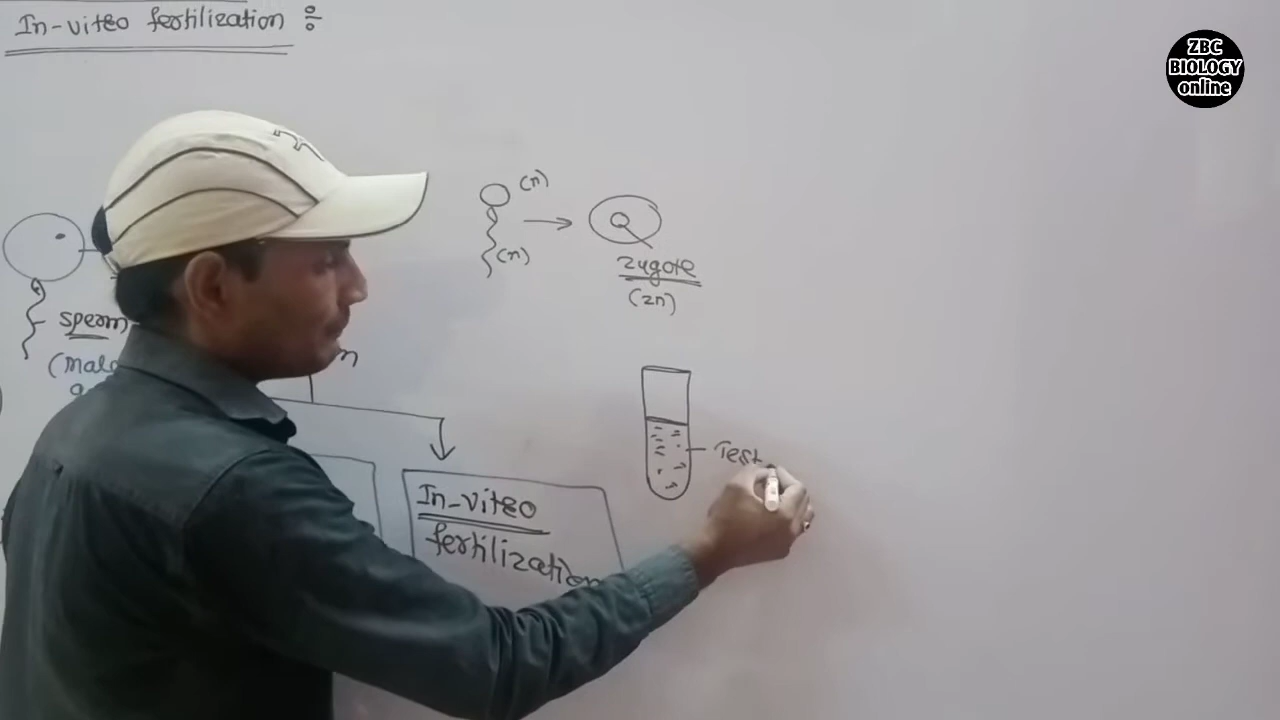 In-vitro fertilization ÷
ZBC
BIOLOGY
online
(n)
(n)
Zygote
(2n)
sperm
(Male
Test
In-vitro
fertilization